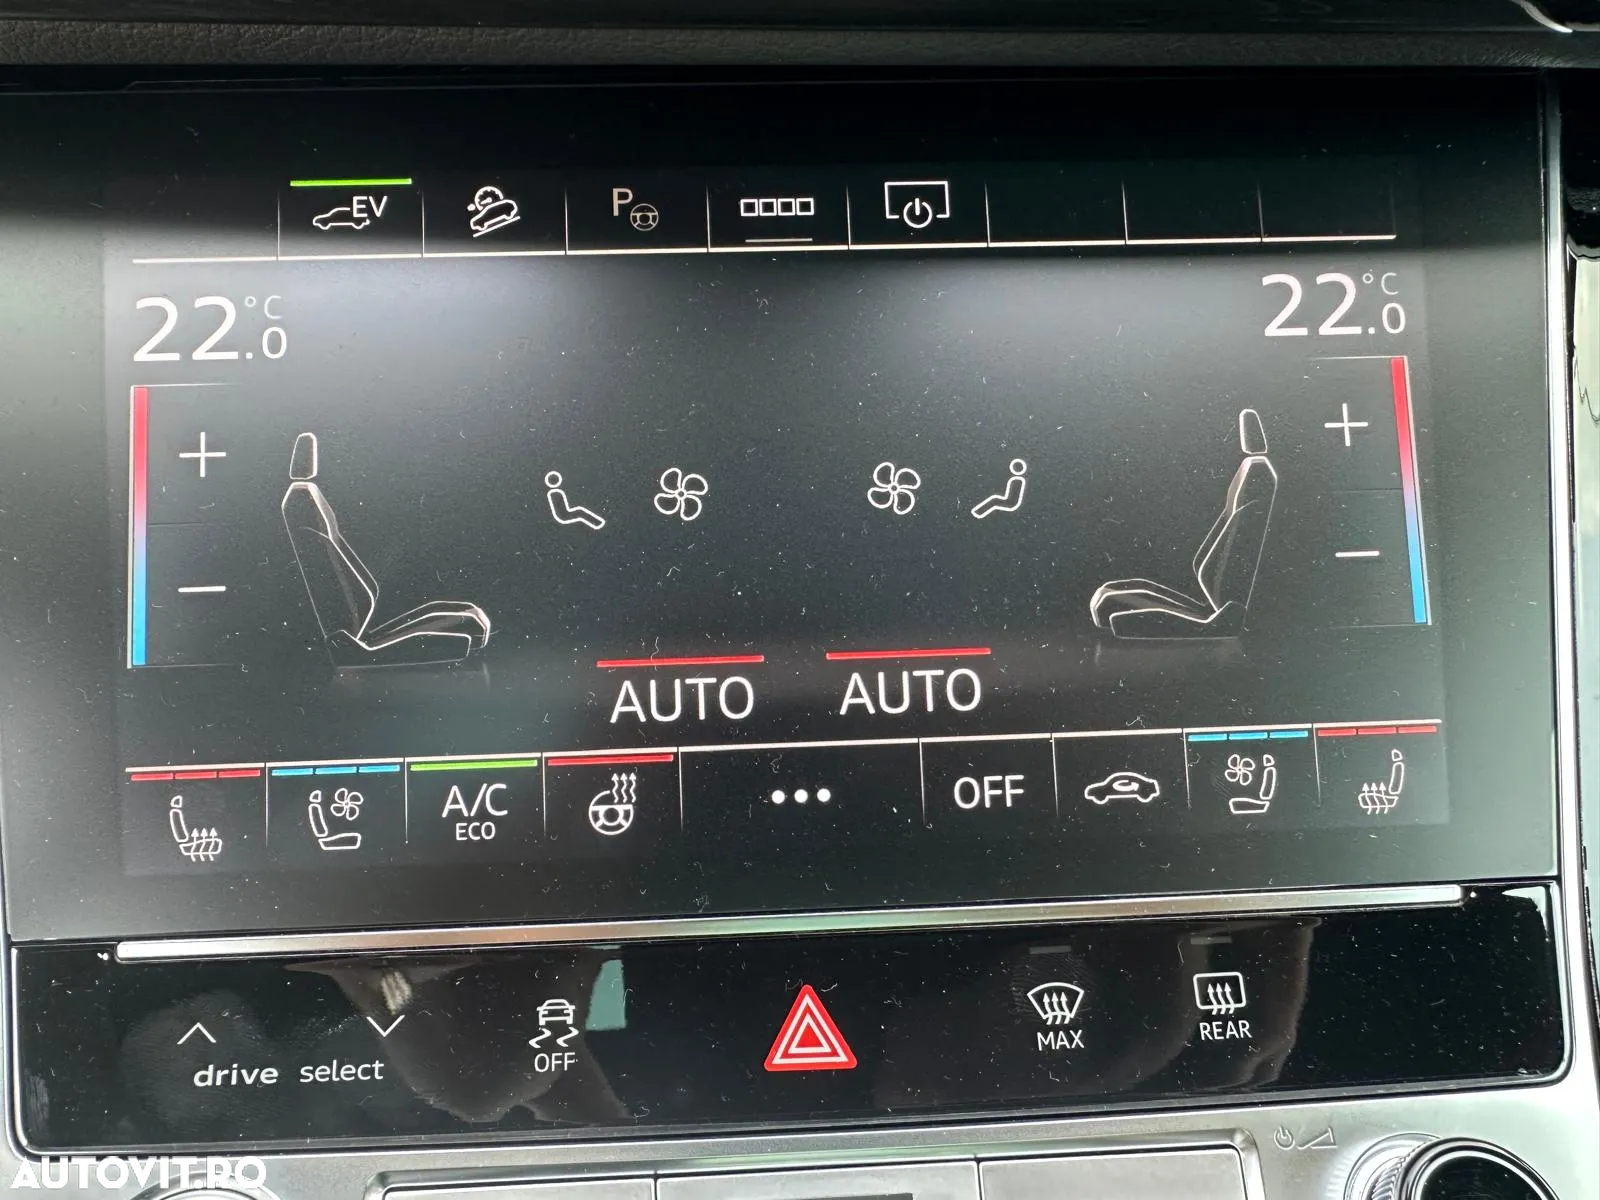 EV
P
22.0 °C
22.0 °C
AUTO AUTO
A/C
ECO
OFF
drive select
OFF
MAX
REAR
AUTOVIT.RO